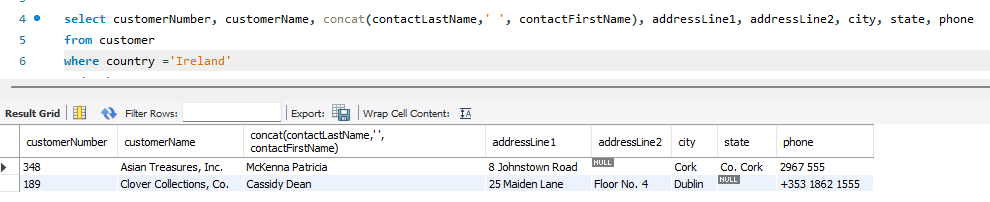 4 select customerNumber, customerName, concat(contactLastName,' ', contactFirstName), addressLine1, addressLine2, city, state, phone
5 from customer
6 where country ='Ireland'
Result Grid Filter Rows: Export: Wrap Cell Content:
customerNumber customerName concat(contactLastName,' ', contactFirstName) addressLine1 addressLine2 city state phone
348 Asian Treasures, Inc. McKenna Patricia 8 Johnstown Road NULL Cork Co. Cork 2967 555
189 Clover Collections, Co. Cassidy Dean 25 Maiden Lane Floor No. 4 Dublin NULL +353 1862 1555